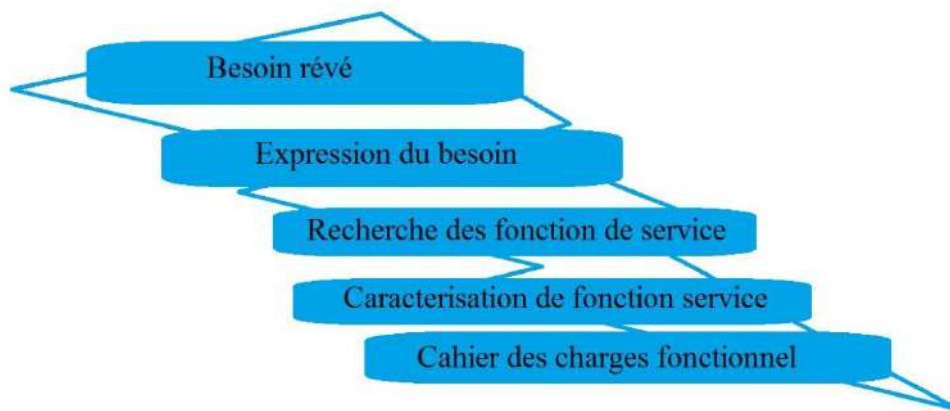 Besoin révé
Expression du besoin
Recherche des fonction de service
Caracterisation de fonction service
Cahier des charges fonctionnel